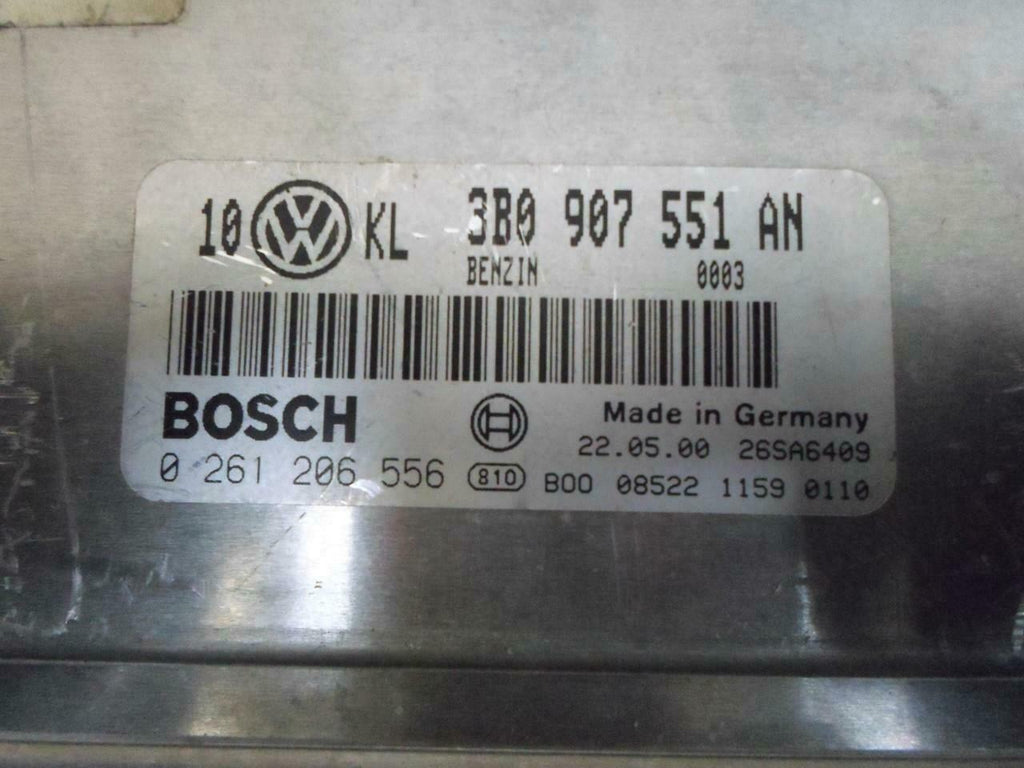 10 VW KL 3B0 907 551 AN
BENZIN 0003
BOSCH
Made in Germany
22.05.00 26SA6409
0 261 206 556 810 B00 08522 1159 0110